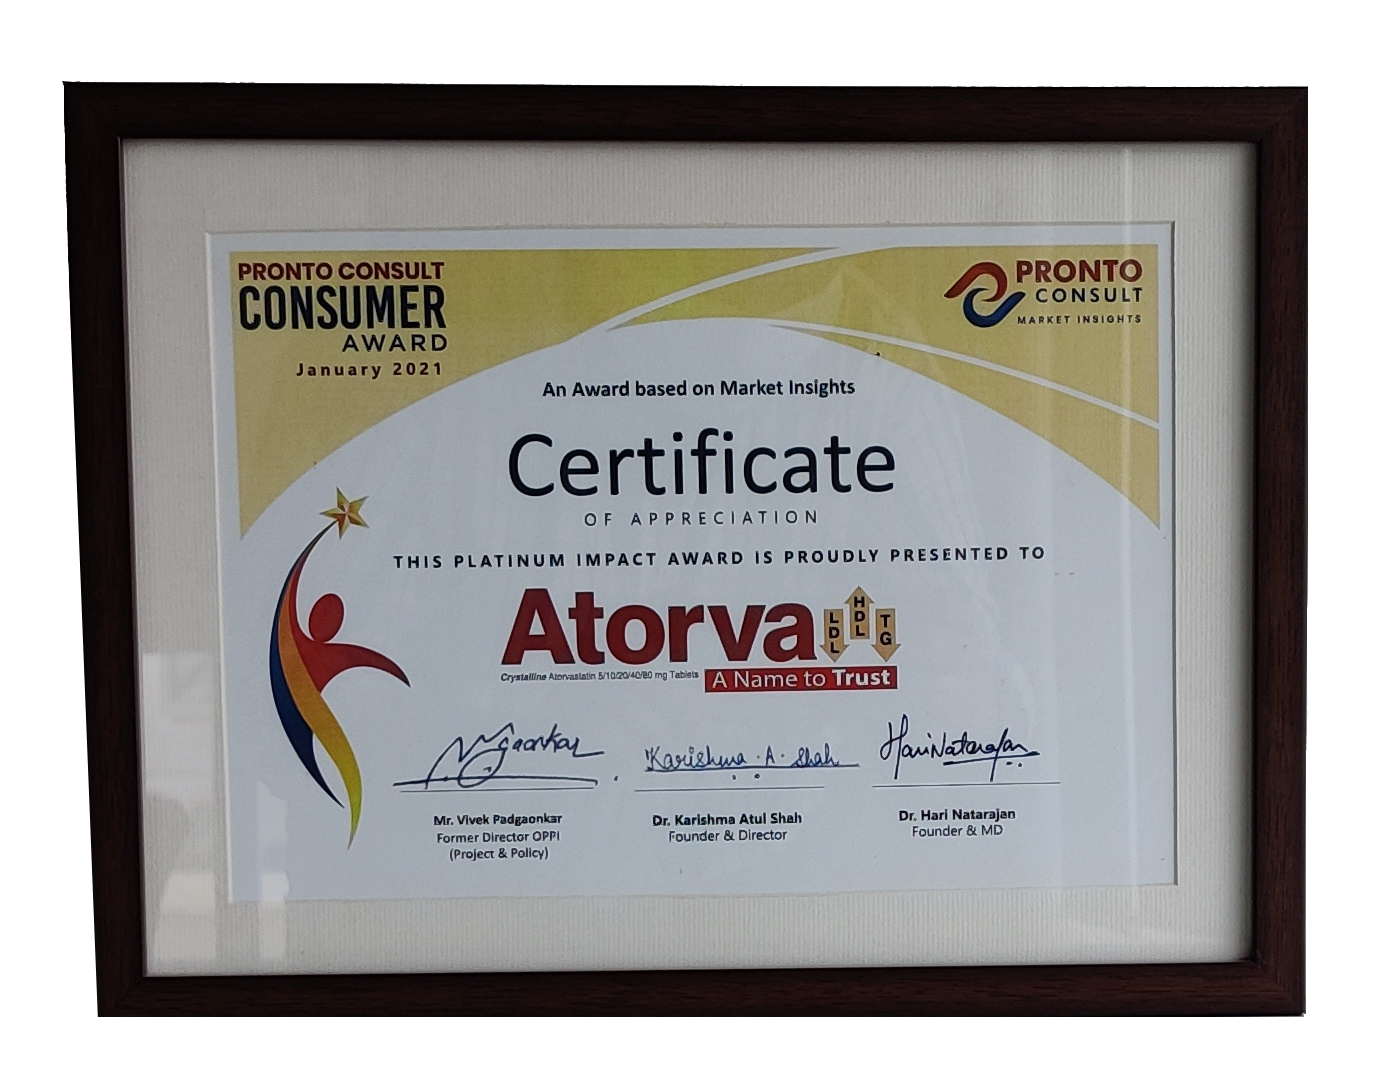 PRONTO CONSULT
CONSUMER
AWARD
January 2021
PRONTO
CONSULT
MARKET INSIGHTS
An Award based on Market Insights
Certificate
OF APPRECIATION
THIS PLATINUM IMPACT AWARD IS PROUDLY PRESENTED TO
Atorva
LDL
HDL
TG
Crystalline Atorvastatin 5/10/20/40/80 mg Tablets
A Name to Trust
Karishma . A . Shah
Hari Natarajan
Mr. Vivek Padgaonkar
Former Director OPPI
(Project & Policy)
Dr. Karishma Atul Shah
Founder & Director
Dr. Hari Natarajan
Founder & MD